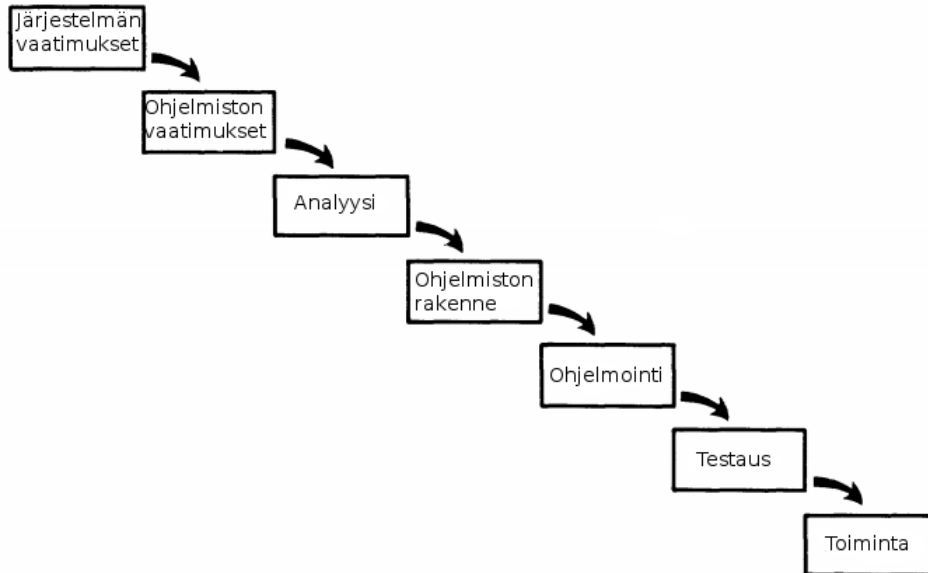 Järjestelmän
vaatimukset
Ohjelmiston
vaatimukset
Analyysi
Ohjelmiston
rakenne
Ohjelmointi
Testaus
Toiminta